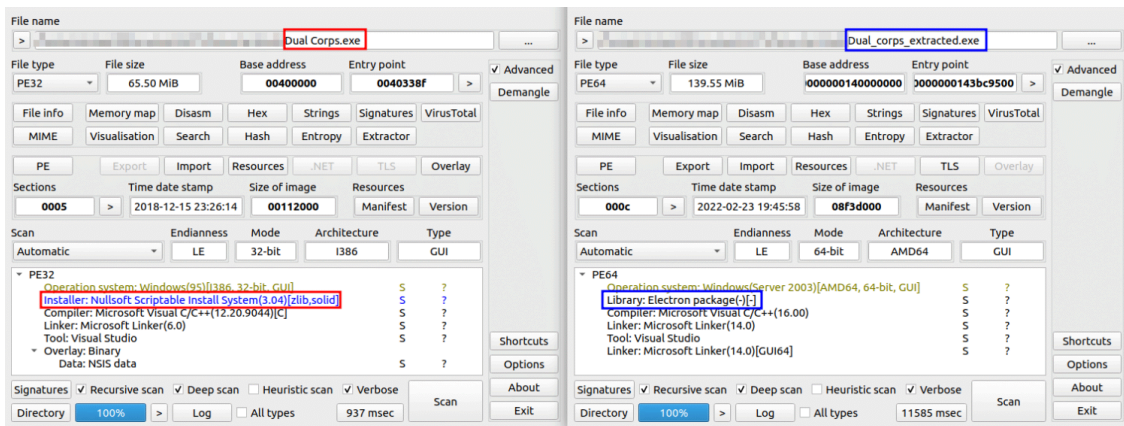 File name
> Dual Corps.exe ...
File type File size Base address Entry point
PE32 65.50 MiB 00400000 0040338f > Advanced
Demangle
File info Memory map Disasm Hex Strings Signatures VirusTotal
MIME Visualisation Search Hash Entropy Extractor
PE Export Import Resources .NET TLS Overlay
Sections Time date stamp Size of image Resources
0005 > 2018-12-15 23:26:14 00112000 Manifest Version
Scan Endianness Mode Architecture Type
Automatic LE 32-bit I386 GUI
PE32
Operation system: Windows(95)[I386, 32-bit, GUI] S ?
Installer: Nullsoft Scriptable Install System(3.04)[zlib,solid] S ?
Compiler: Microsoft Visual C/C++(12.20.9044)[C] S ?
Linker: Microsoft Linker(6.0) S ?
Tool: Visual Studio S ?
Overlay: Binary
Data: NSIS data S ?
Shortcuts
Options
Signatures Recursive scan Deep scan Heuristic scan Verbose Scan About
Directory 100% > Log All types 937 msec Exit
File name
> Dual_corps_extracted.exe ...
File type File size Base address Entry point
PE64 139.55 MiB 0000000140000000 0000000143bc9500 > Advanced
Demangle
File info Memory map Disasm Hex Strings Signatures VirusTotal
MIME Visualisation Search Hash Entropy Extractor
PE Export Import Resources .NET TLS Overlay
Sections Time date stamp Size of image Resources
000c > 2022-02-23 19:45:58 08f3d000 Manifest Version
Scan Endianness Mode Architecture Type
Automatic LE 64-bit AMD64 GUI
PE64
Operation system: Windows(Server 2003)[AMD64, 64-bit, GUI] S ?
Library: Electron package(-)[-] S ?
Compiler: Microsoft Visual C/C++(16.00) S ?
Linker: Microsoft Linker(14.0) S ?
Tool: Visual Studio S ?
Linker: Microsoft Linker(14.0)[GUI64] S ?
Shortcuts
Options
Signatures Recursive scan Deep scan Heuristic scan Verbose Scan About
Directory 100% > Log All types 11585 msec Exit